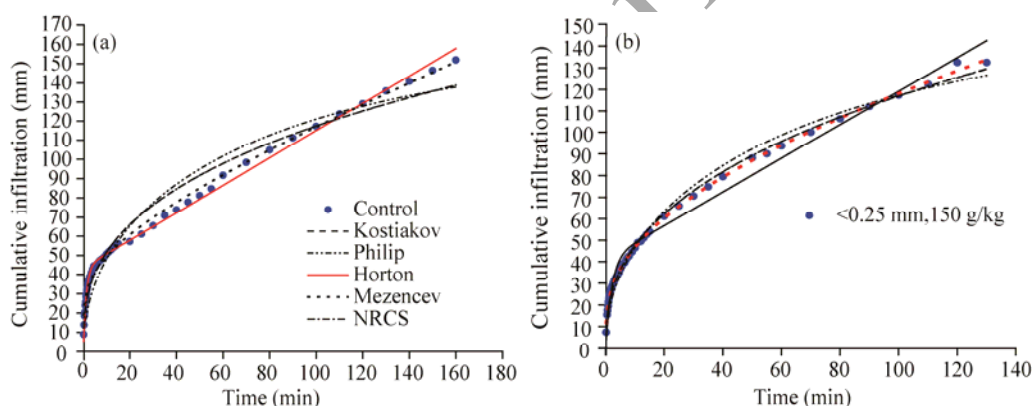 (a)
Cumulative infiltration (mm)
170
160
150
140
130
120
110
100
90
80
70
60
50
40
30
20
10
0
0 20 40 60 80 100 120 140 160 180
Time (min)
Control
Kostiakov
Philip
Horton
Mezencev
NRCS
(b)
Cumulative infiltration (mm)
150
140
130
120
110
100
90
80
70
60
50
40
30
20
10
0
0 20 40 60 80 100 120 140
Time (min)
<0.25 mm,150 g/kg